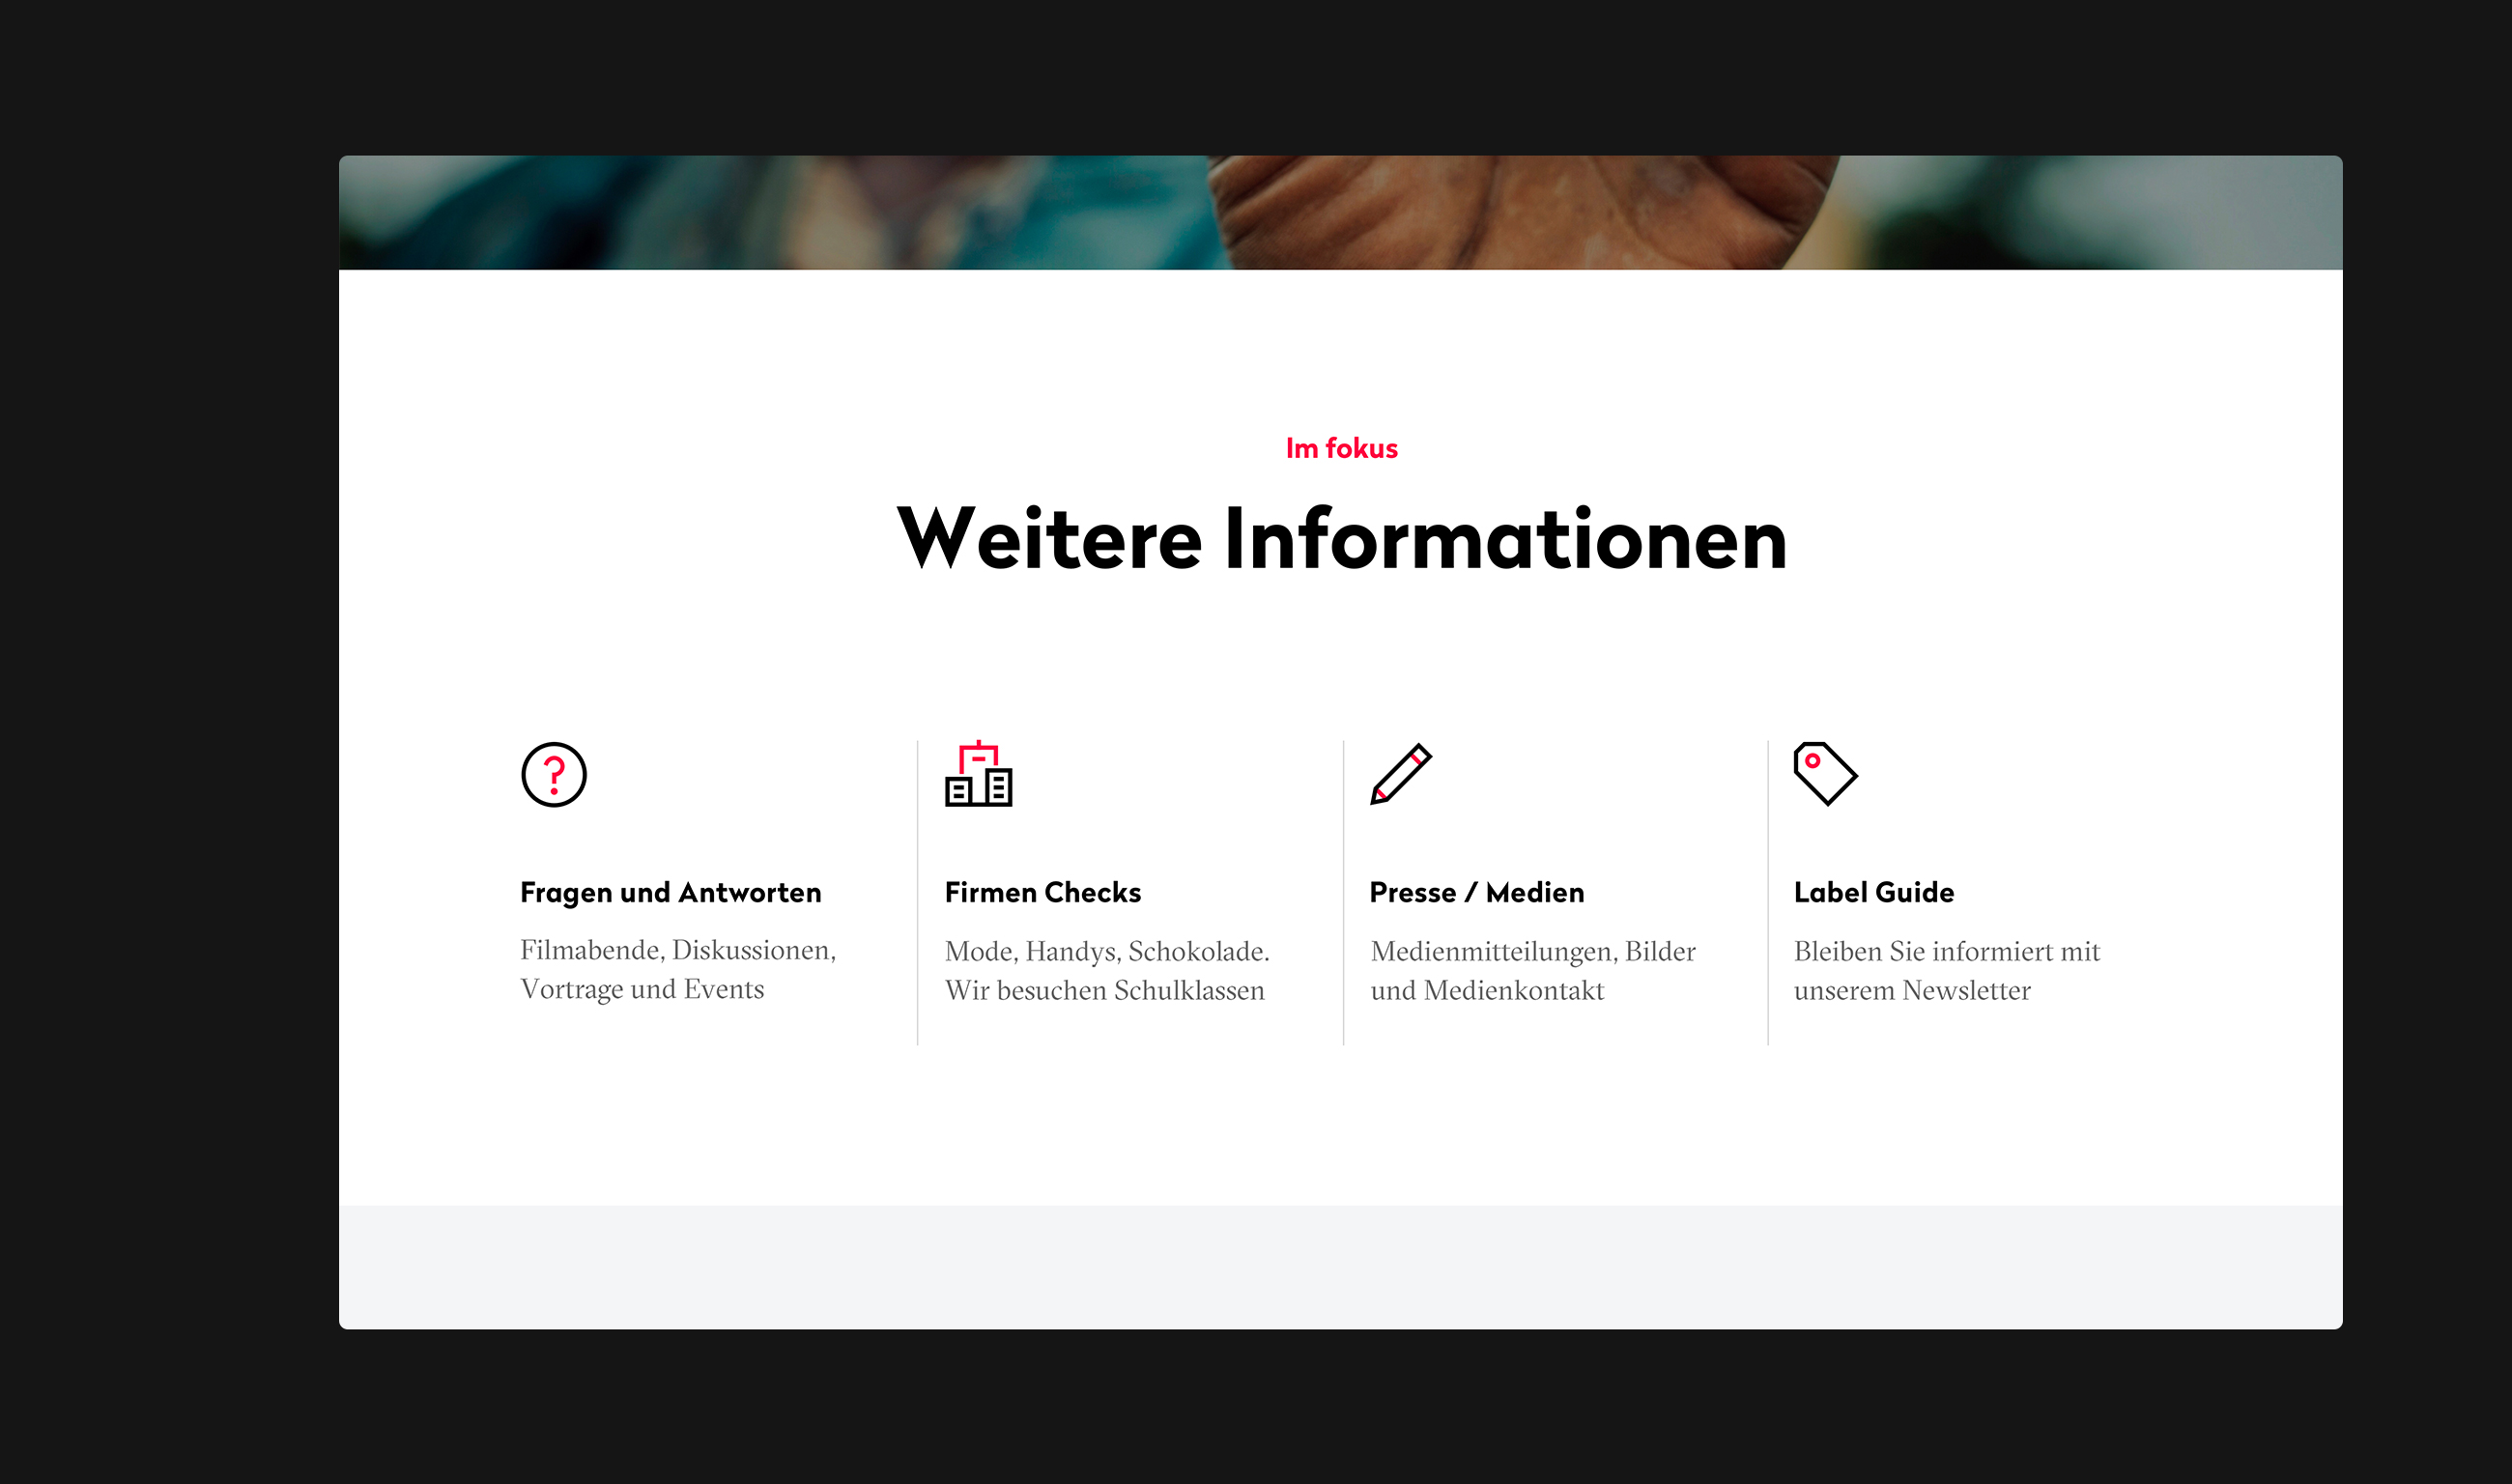 Im fokus
Weitere Informationen
Fragen und Antworten
Filmabende, Diskussionen,
Vortrage und Events
Firmen Checks
Mode, Handys, Schokolade.
Wir besuchen Schulklassen
Presse / Medien
Medienmitteilungen, Bilder
und Medienkontakt
Label Guide
Bleiben Sie informiert mit
unserem Newsletter